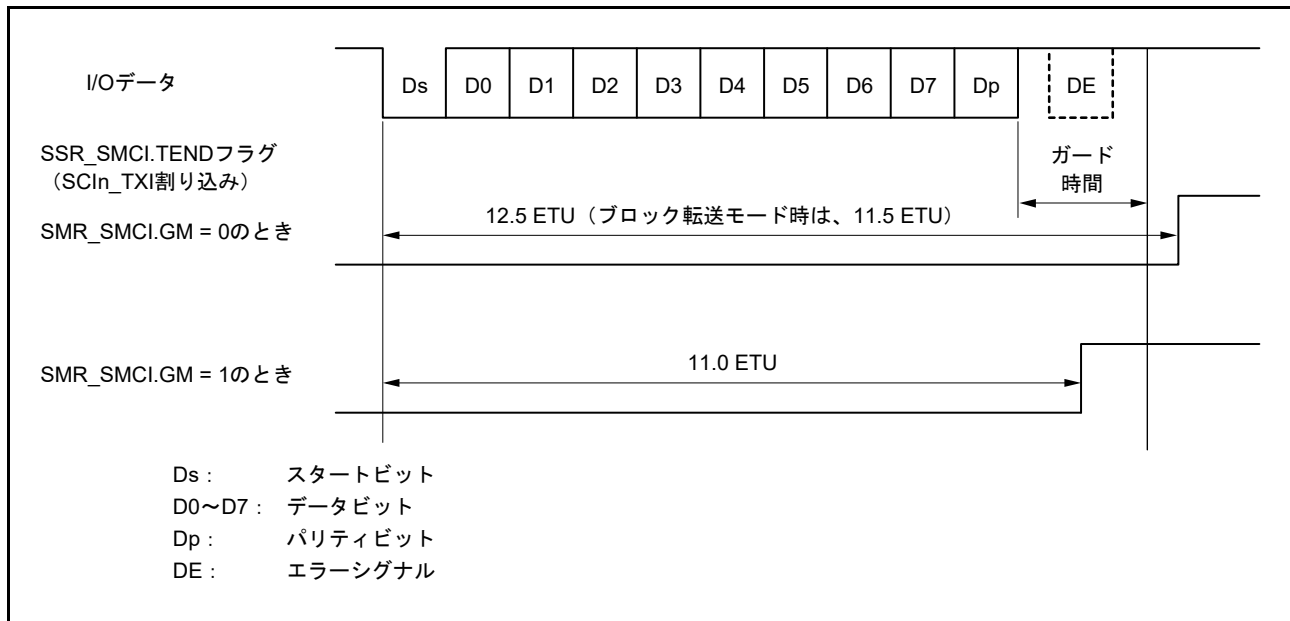 I/Oデータ
Ds D0 D1 D2 D3 D4 D5 D6 D7 Dp DE
SSR_SMCI.TENDフラグ
（SCIn_TXI割り込み）
ガード
時間
12.5 ETU（ブロック転送モード時は、11.5 ETU）
SMR_SMCI.GM = 0のとき
11.0 ETU
SMR_SMCI.GM = 1のとき
Ds： スタートビット
D0～D7： データビット
Dp： パリティビット
DE： エラーシグナル